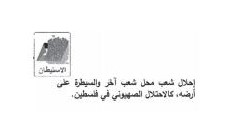 الاستيطان
إحلال شعب محل شعب آخر والسيطرة على
أرضه، كالاحتلال الصهيوني في فلسطين.